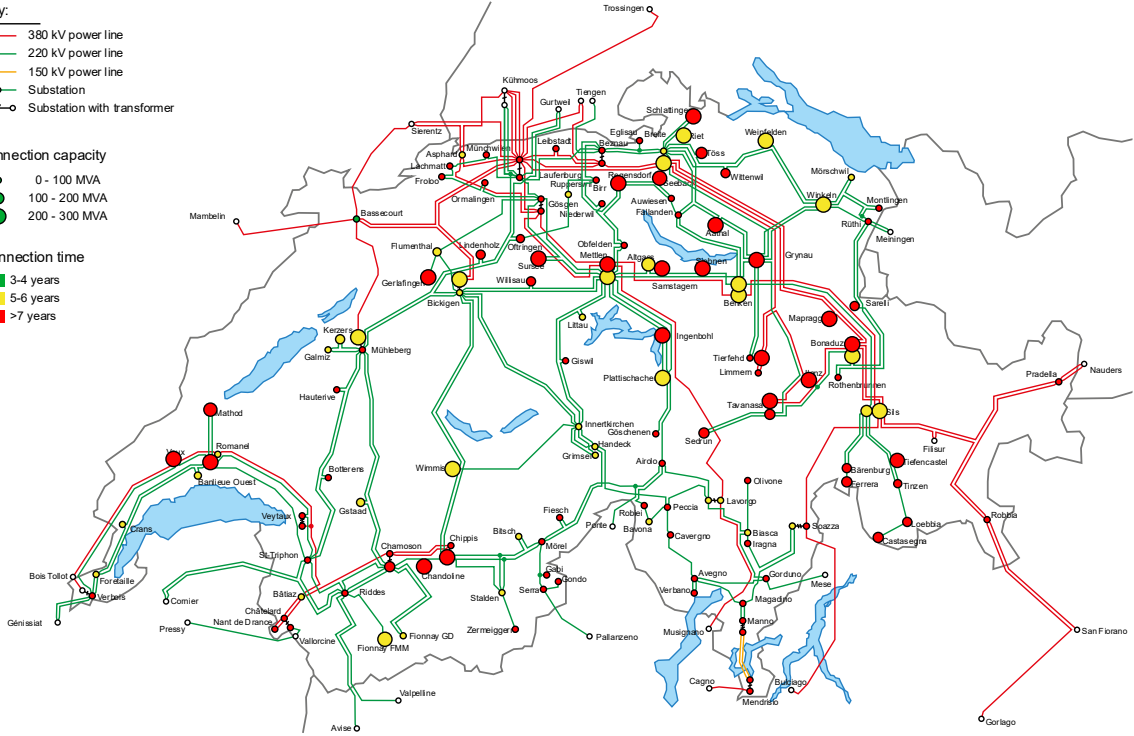 y:
380 kV power line
220 kV power line
150 kV power line
Substation
Substation with transformer
nnection capacity
0 - 100 MVA
100 - 200 MVA
200 - 300 MVA
nnection time
3-4 years
5-6 years
>7 years
Trossingen
Kühmoos
Tiengen
Gurtweil
Schlattingen
Sierentz
Eglisau
Breite
Riet
Weinfelden
Asphard
Münchwilen
Leibstadt
Beznau
Töss
Lachmatt
Froloo
Laufenburg
Rupperswil
Birr
Regensdorf
Seebach
Wittenwil
Mörschwil
Ormalingen
Gösgen
Niederwil
Auwiesen
Fällanden
Winkeln
Montlingen
Mambelin
Bassecourt
Aathal
Rüthi
Meiningen
Flumenthal
Lindenholz
Oftringen
Obfelden
Mettlen
Altgass
Siebnen
Grynau
Gerlafingen
Sursee
Willisau
Samstagern
Bickigen
Benken
Sarelli
Littau
Mapragg
Kerzers
Galmiz
Mühleberg
Ingenbohl
Bonaduz
Giswil
Tierfehd
Limmern
Pradella
Nauders
Plattischachen
Ilanz
Rothenbrunnen
Hauterive
Tavanasa
Mathod
Innertkirchen
Sils
Göschenen
Sedrun
Handeck
Filisur
Vaux
Romanel
Grimsel
Airolo
Tiefencastel
Wimmis
Bärenburg
Banlieue Ouest
Botterens
Olivone
Ferrera
Tinzen
Gstaad
Lavorgo
Crans
Veytaux
Fiesch
Robiei
Peccia
Robbia
Loebbia
Ponte
Bavona
Soazza
Bitsch
Biasca
Castasegna
Chippis
Mörel
Cavergno
Iragna
Chamoson
St-Triphon
Chandoline
Gabi
Gondo
Avegno
Gorduno
Bois Tollot
Foretaille
Mese
Verbois
Bâtiaz
Riddes
Stalden
Serra
Verbano
Cornier
Magadino
Châtelard
Génissiat
Pressy
Nant de Drance
Zermeiggern
Manno
Musignano
San Fiorano
Vallorcine
Fionnay GD
Pallanzeno
Fionnay FMM
Cagno
Bulciago
Valpelline
Mendrisio
Gorlago
Avise